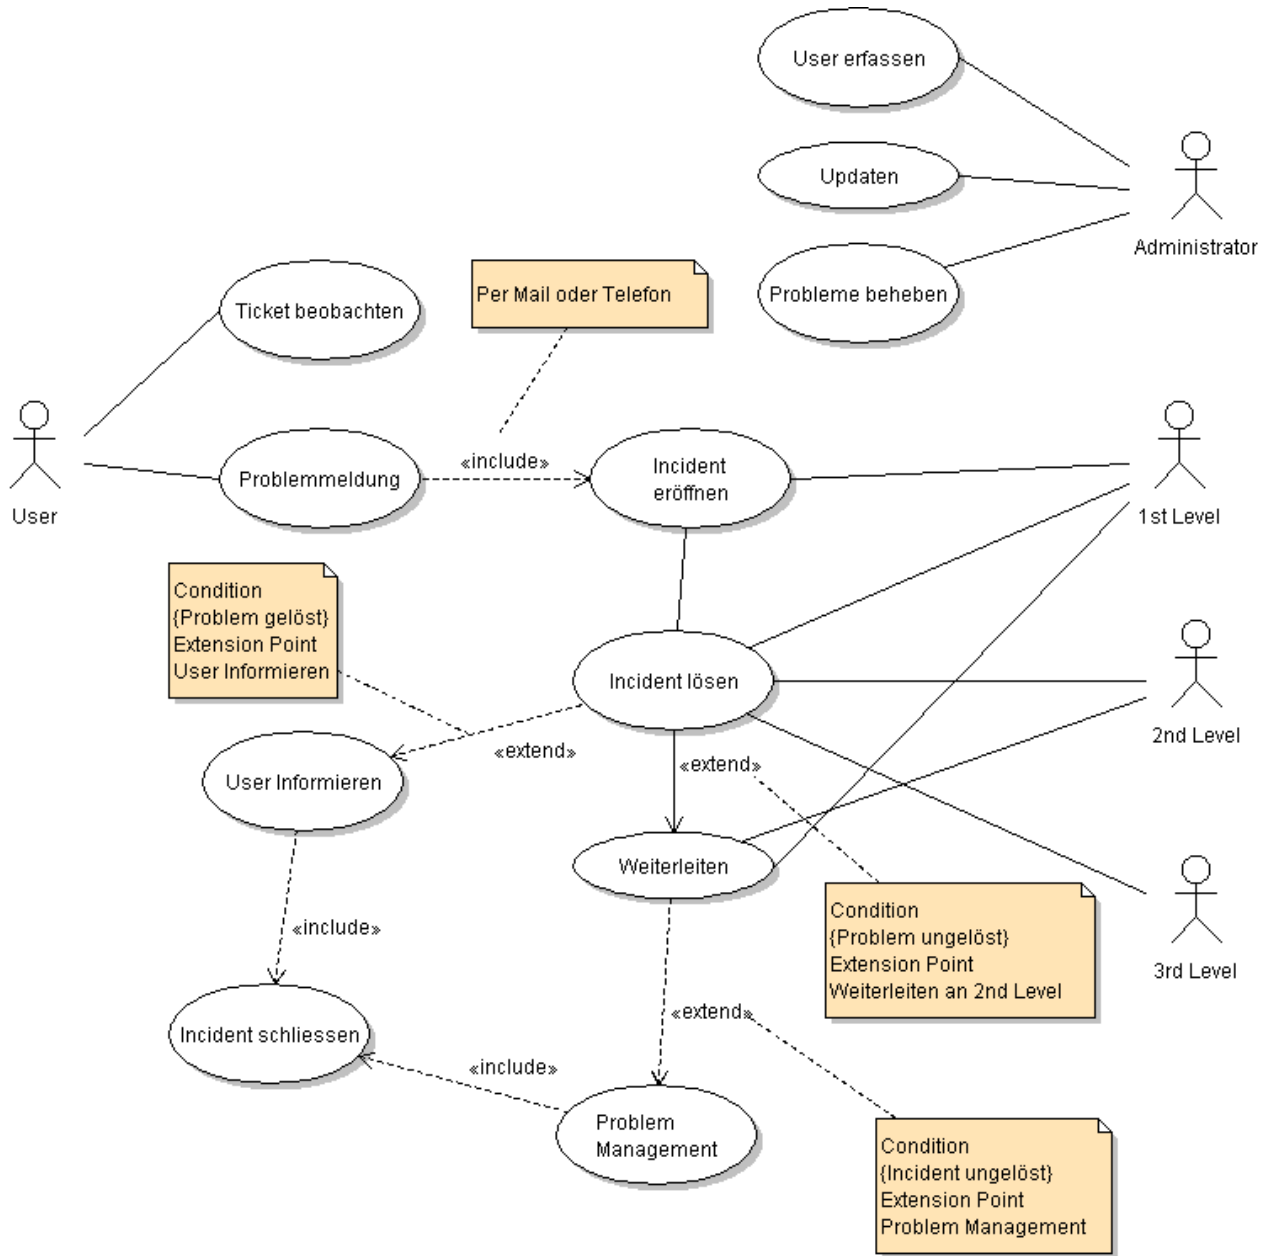 User erfassen
Updaten
Administrator
Probleme beheben
Per Mail oder Telefon
Ticket beobachten
Problemmeldung
«include»
Incident
eröffnen
User
1st Level
Condition
{Problem gelöst}
Extension Point
User Informieren
Incident lösen
2nd Level
«extend»
«extend»
User Informieren
Weiterleiten
Condition
{Problem ungelöst}
Extension Point
Weiterleiten an 2nd Level
3rd Level
«include»
«extend»
Incident schliessen
«include»
Problem
Management
Condition
{Incident ungelöst}
Extension Point
Problem Management